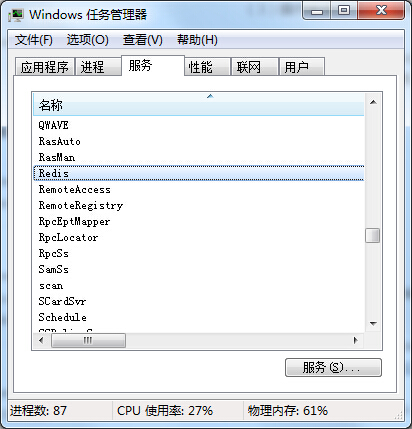 Windows 任务管理器
文件(F) 选项(O) 查看(V) 帮助(H)
应用程序 进程 服务 性能 联网 用户
名称
QWAVE
RasAuto
RasMan
Redis
RemoteAccess
RemoteRegistry
RpcEptMapper
RpcLocator
RpcSs
SamSs
scan
SCardSvr
Schedule
服务(S)...
进程数: 87 CPU 使用率: 27% 物理内存: 61%